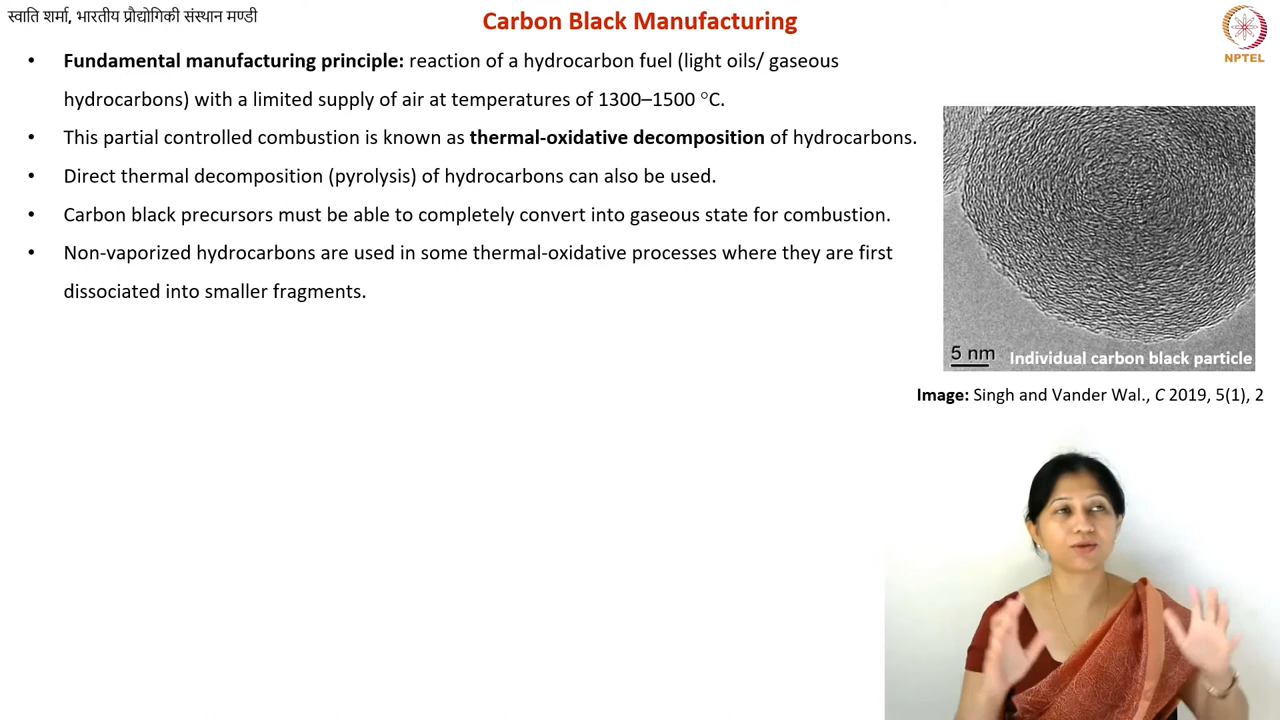 स्वाति शर्मा, भारतीय प्रौद्योगिकी संस्थान मण्डी
Carbon Black Manufacturing
NPTEL
• Fundamental manufacturing principle: reaction of a hydrocarbon fuel (light oils/ gaseous
hydrocarbons) with a limited supply of air at temperatures of 1300–1500 °C.
• This partial controlled combustion is known as thermal-oxidative decomposition of hydrocarbons.
• Direct thermal decomposition (pyrolysis) of hydrocarbons can also be used.
• Carbon black precursors must be able to completely convert into gaseous state for combustion.
• Non-vaporized hydrocarbons are used in some thermal-oxidative processes where they are first
dissociated into smaller fragments.
5 nm
Individual carbon black particle
Image: Singh and Vander Wal., C 2019, 5(1), 2